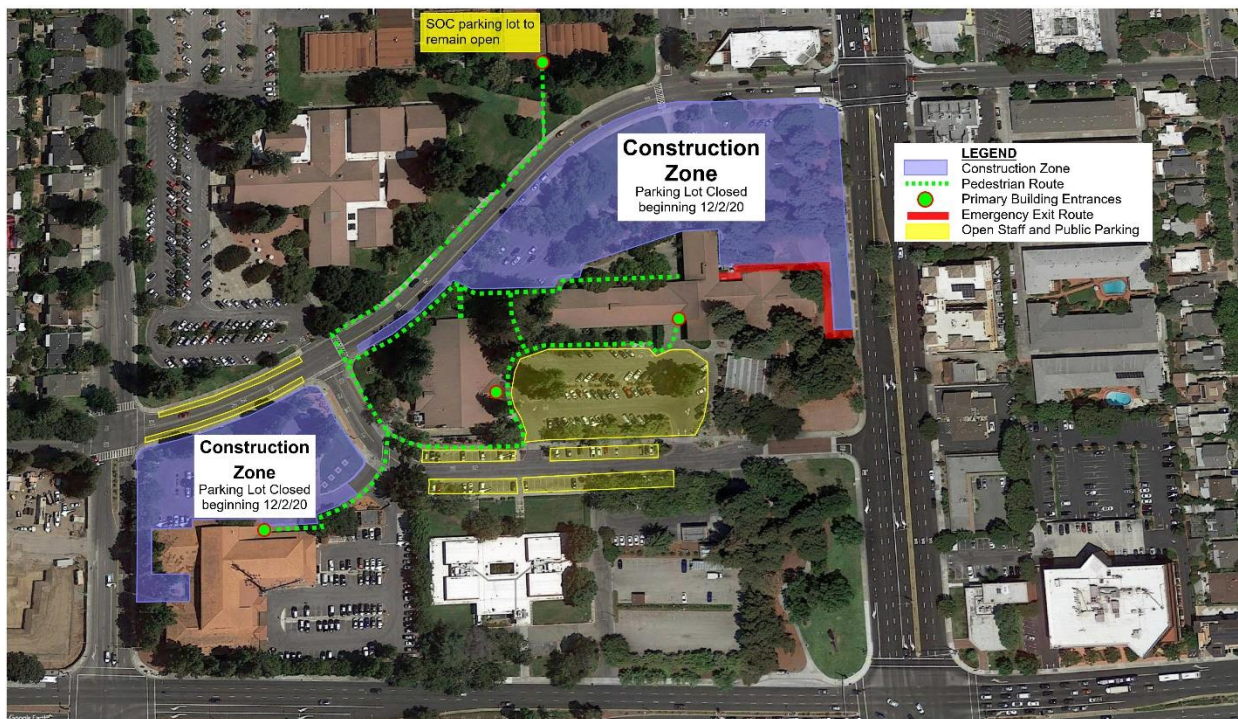 SOC parking lot to
remain open
Construction
Zone
Parking Lot Closed
beginning 12/2/20
LEGEND
Construction Zone
Pedestrian Route
Primary Building Entrances
Emergency Exit Route
Open Staff and Public Parking
Construction
Zone
Parking Lot Closed
beginning 12/2/20
Google Earth